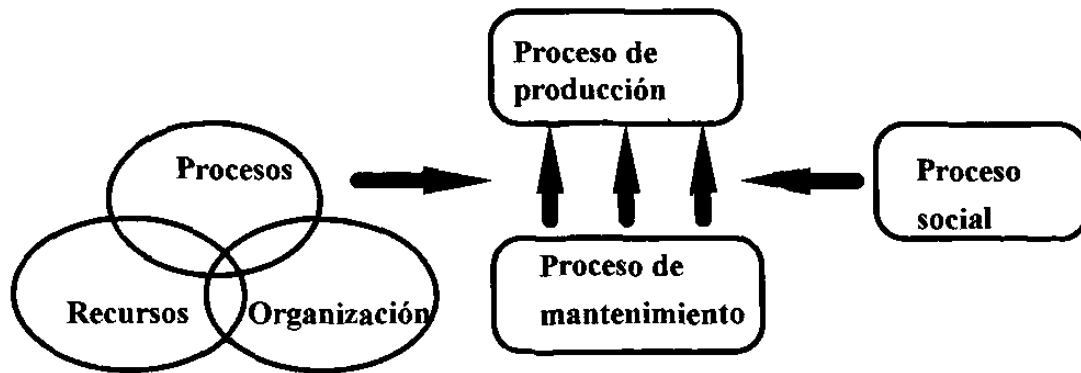 Proceso de
producción
Procesos
Proceso
social
Proceso de
mantenimiento
Recursos
Organización